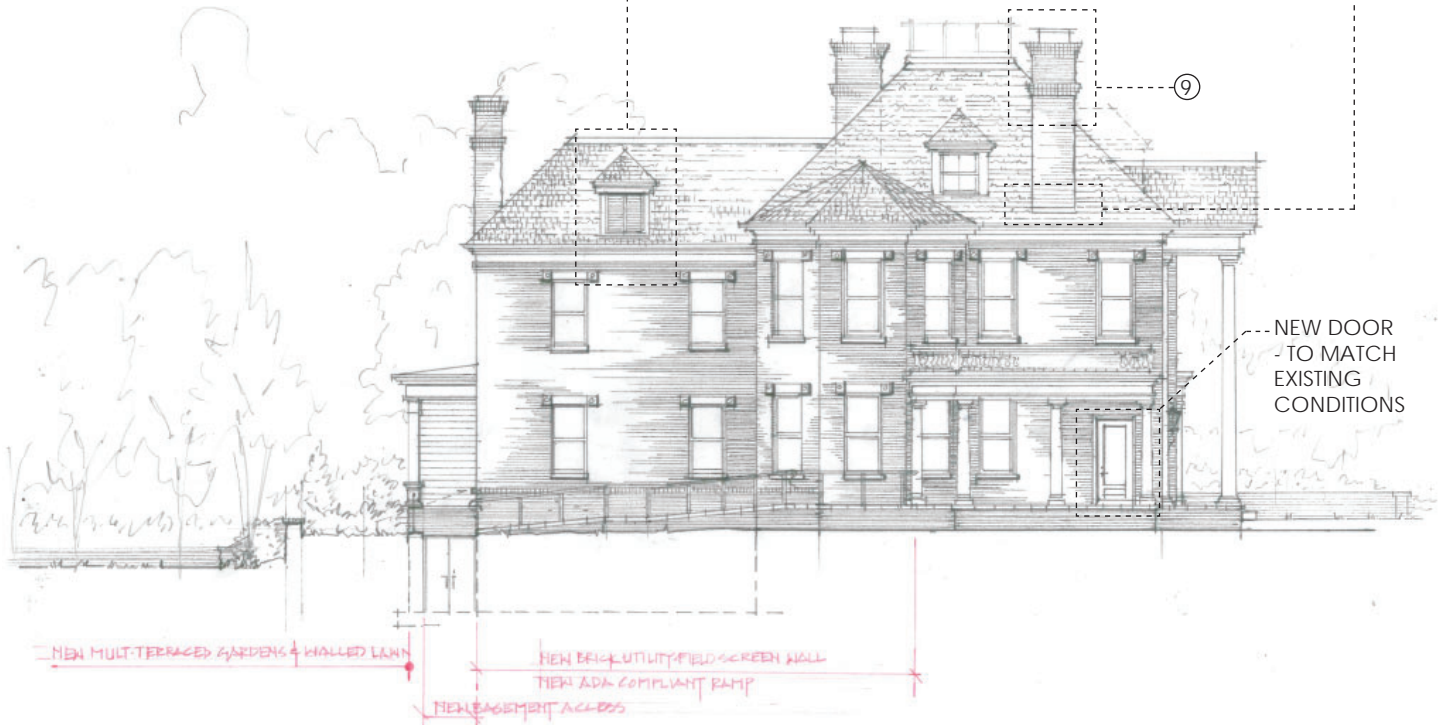 9
NEW DOOR
- TO MATCH
EXISTING
CONDITIONS
NEW MULT-TERRACED GARDENS & WALLED LAWN
NEW BRICK UTILITY-FIELD SCREEN WALL
NEW ADA COMPLIANT RAMP
NEW BASEMENT ACCESS